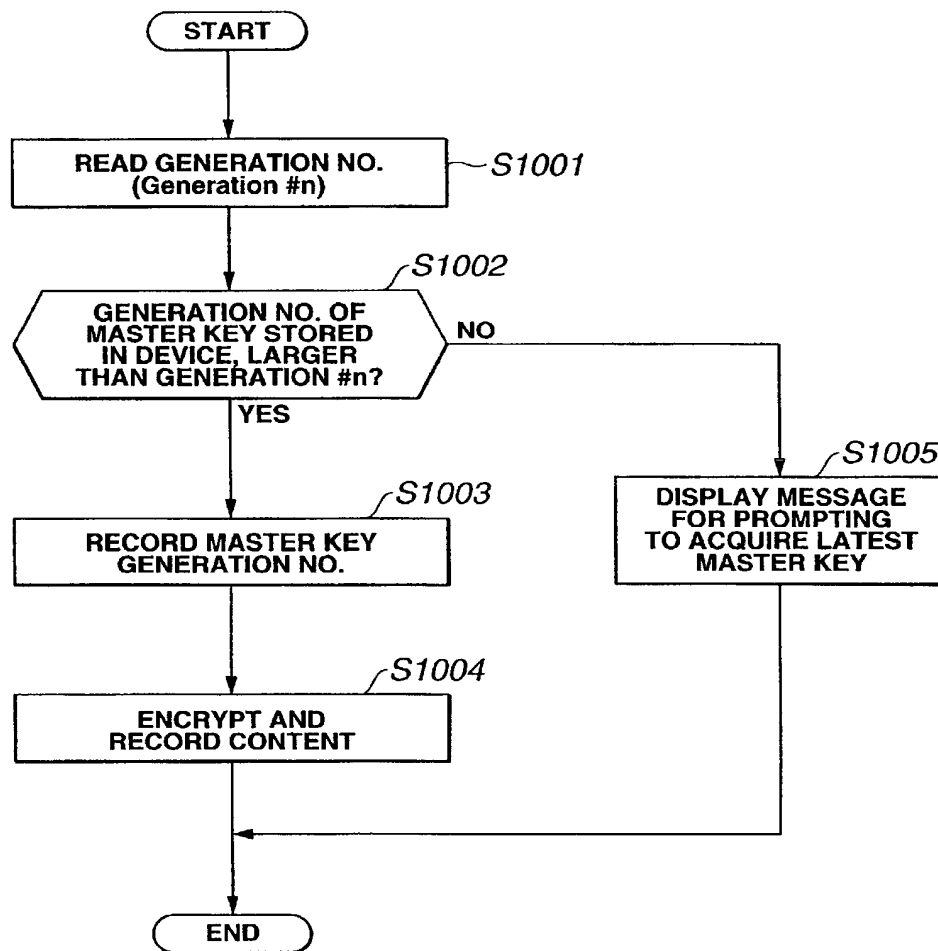 START
READ GENERATION NO.
(Generation #n)
S1001
S1002
GENERATION NO. OF
MASTER KEY STORED
IN DEVICE, LARGER
THAN GENERATION #n?
NO
YES
S1003
RECORD MASTER KEY
GENERATION NO.
S1005
DISPLAY MESSAGE
FOR PROMPTING
TO ACQUIRE LATEST
MASTER KEY
S1004
ENCRYPT AND
RECORD CONTENT
END